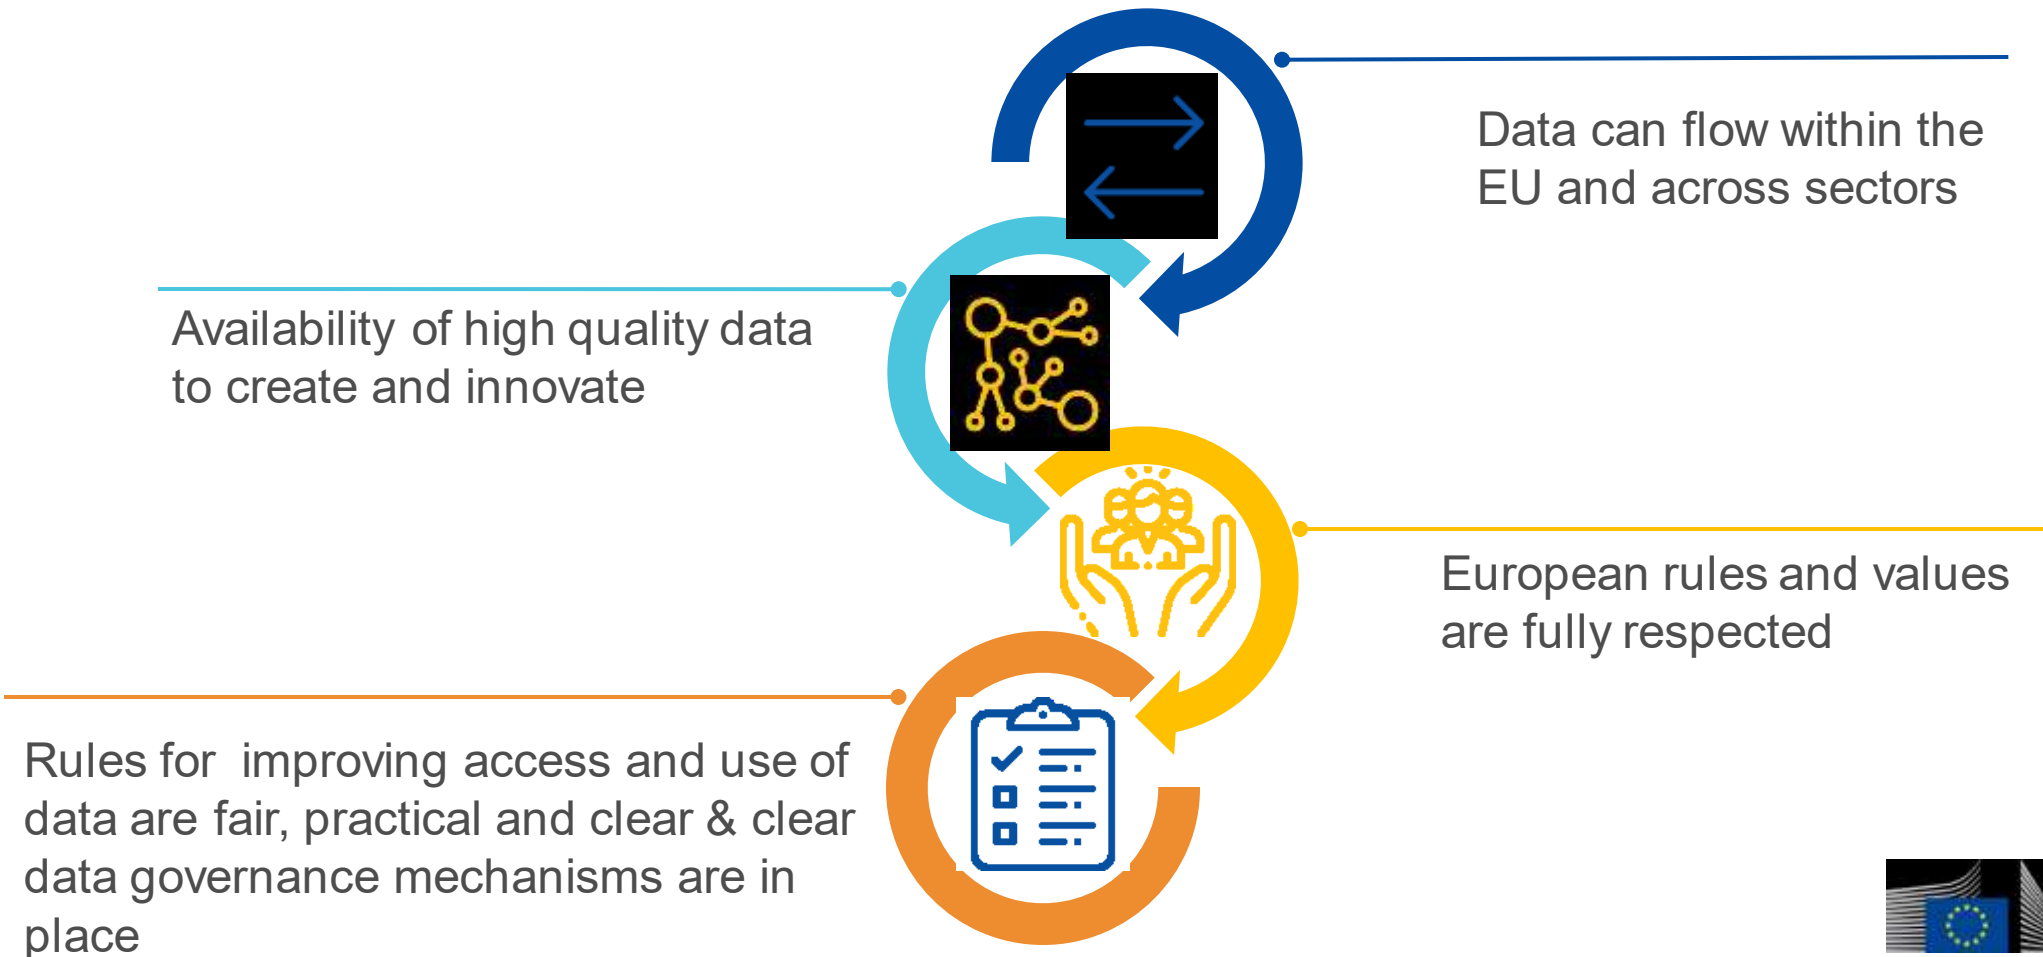 Data can flow within the
EU and across sectors
Availability of high quality data
to create and innovate
European rules and values
are fully respected
Rules for improving access and use of
data are fair, practical and clear & clear
data governance mechanisms are in
place